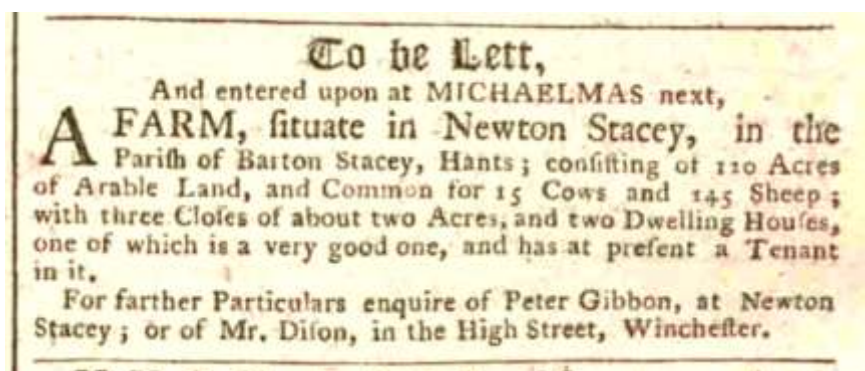 To be Lett,
And entered upon at MICHAELMAS next,
A FARM, ſituate in Newton Stacey, in the
Pariſh of Barton Stacey, Hants; conſiſting of 110 Acres
of Arable Land, and Common for 15 Cows and 145 Sheep;
with three Cloſes of about two Acres, and two Dwelling Houſes,
one of which is a very good one, and has at preſent a Tenant
in it.
For farther Particulars enquire of Peter Gibbon, at Newton
Stacey; or of Mr. Diſon, in the High Street, Wincheſter.